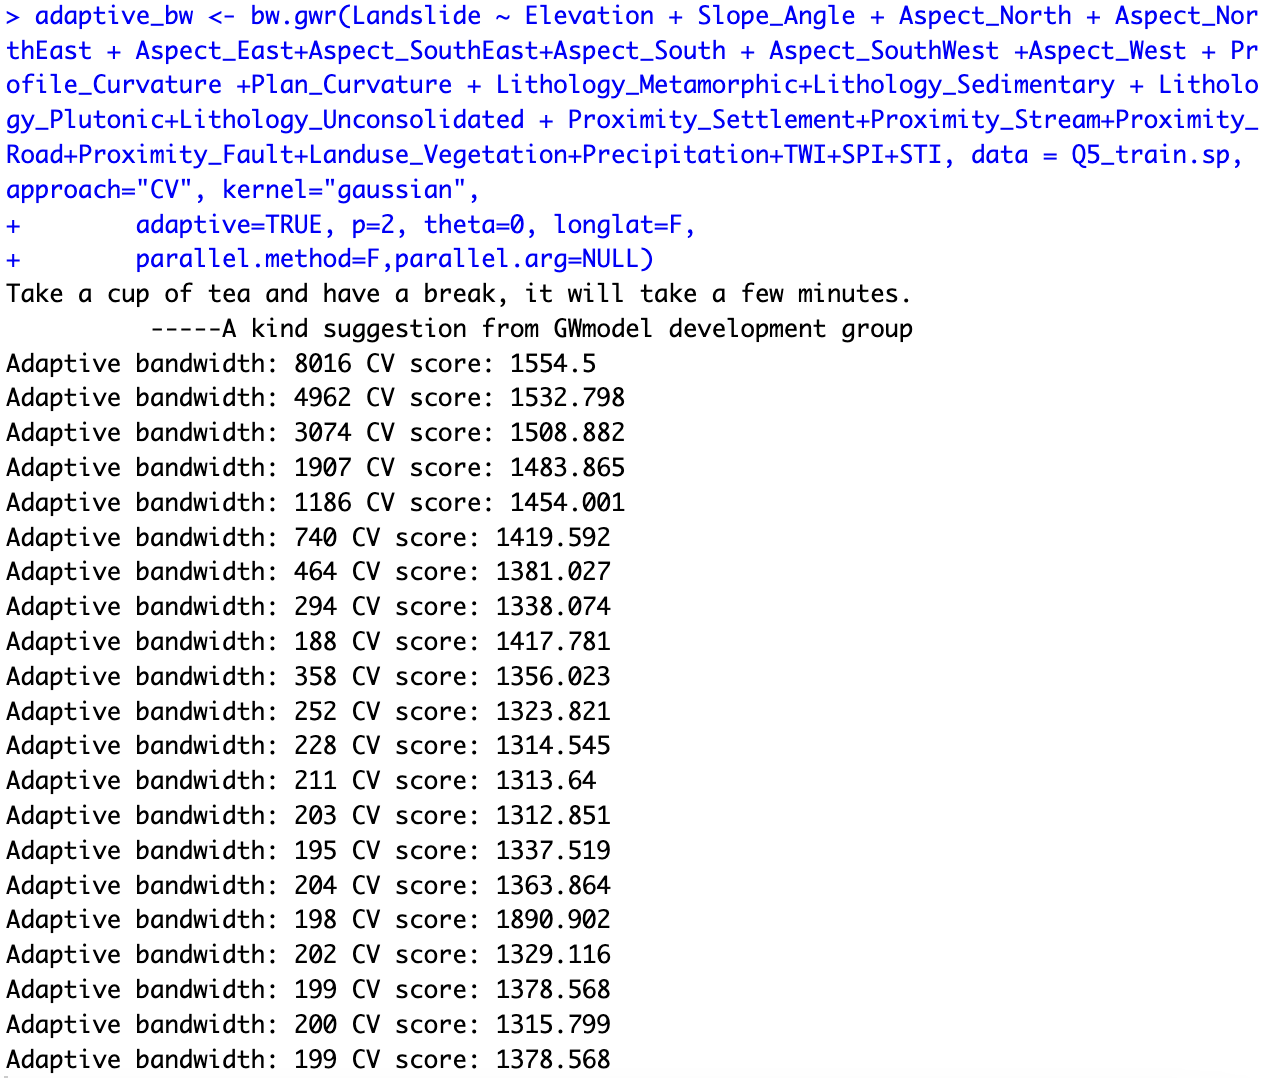 > adaptive_bw <- bw.gwr(Landslide ~ Elevation + Slope_Angle + Aspect_North + Aspect_Nor
thEast + Aspect_East+Aspect_SouthEast+Aspect_South + Aspect_SouthWest +Aspect_West + Pr
ofile_Curvature +Plan_Curvature + Lithology_Metamorphic+Lithology_Sedimentary + Litholo
gy_Plutonic+Lithology_Unconsolidated + Proximity_Settlement+Proximity_Stream+Proximity_
Road+Proximity_Fault+Landuse_Vegetation+Precipitation+TWI+SPI+STI, data = Q5_train.sp,
approach="CV", kernel="gaussian",
+        adaptive=TRUE, p=2, theta=0, longlat=F,
+        parallel.method=F,parallel.arg=NULL)
Take a cup of tea and have a break, it will take a few minutes.
          -----A kind suggestion from GWmodel development group
Adaptive bandwidth: 8016 CV score: 1554.5
Adaptive bandwidth: 4962 CV score: 1532.798
Adaptive bandwidth: 3074 CV score: 1508.882
Adaptive bandwidth: 1907 CV score: 1483.865
Adaptive bandwidth: 1186 CV score: 1454.001
Adaptive bandwidth: 740 CV score: 1419.592
Adaptive bandwidth: 464 CV score: 1381.027
Adaptive bandwidth: 294 CV score: 1338.074
Adaptive bandwidth: 188 CV score: 1417.781
Adaptive bandwidth: 358 CV score: 1356.023
Adaptive bandwidth: 252 CV score: 1323.821
Adaptive bandwidth: 228 CV score: 1314.545
Adaptive bandwidth: 211 CV score: 1313.64
Adaptive bandwidth: 203 CV score: 1312.851
Adaptive bandwidth: 195 CV score: 1337.519
Adaptive bandwidth: 204 CV score: 1363.864
Adaptive bandwidth: 198 CV score: 1890.902
Adaptive bandwidth: 202 CV score: 1329.116
Adaptive bandwidth: 199 CV score: 1378.568
Adaptive bandwidth: 200 CV score: 1315.799
Adaptive bandwidth: 199 CV score: 1378.568